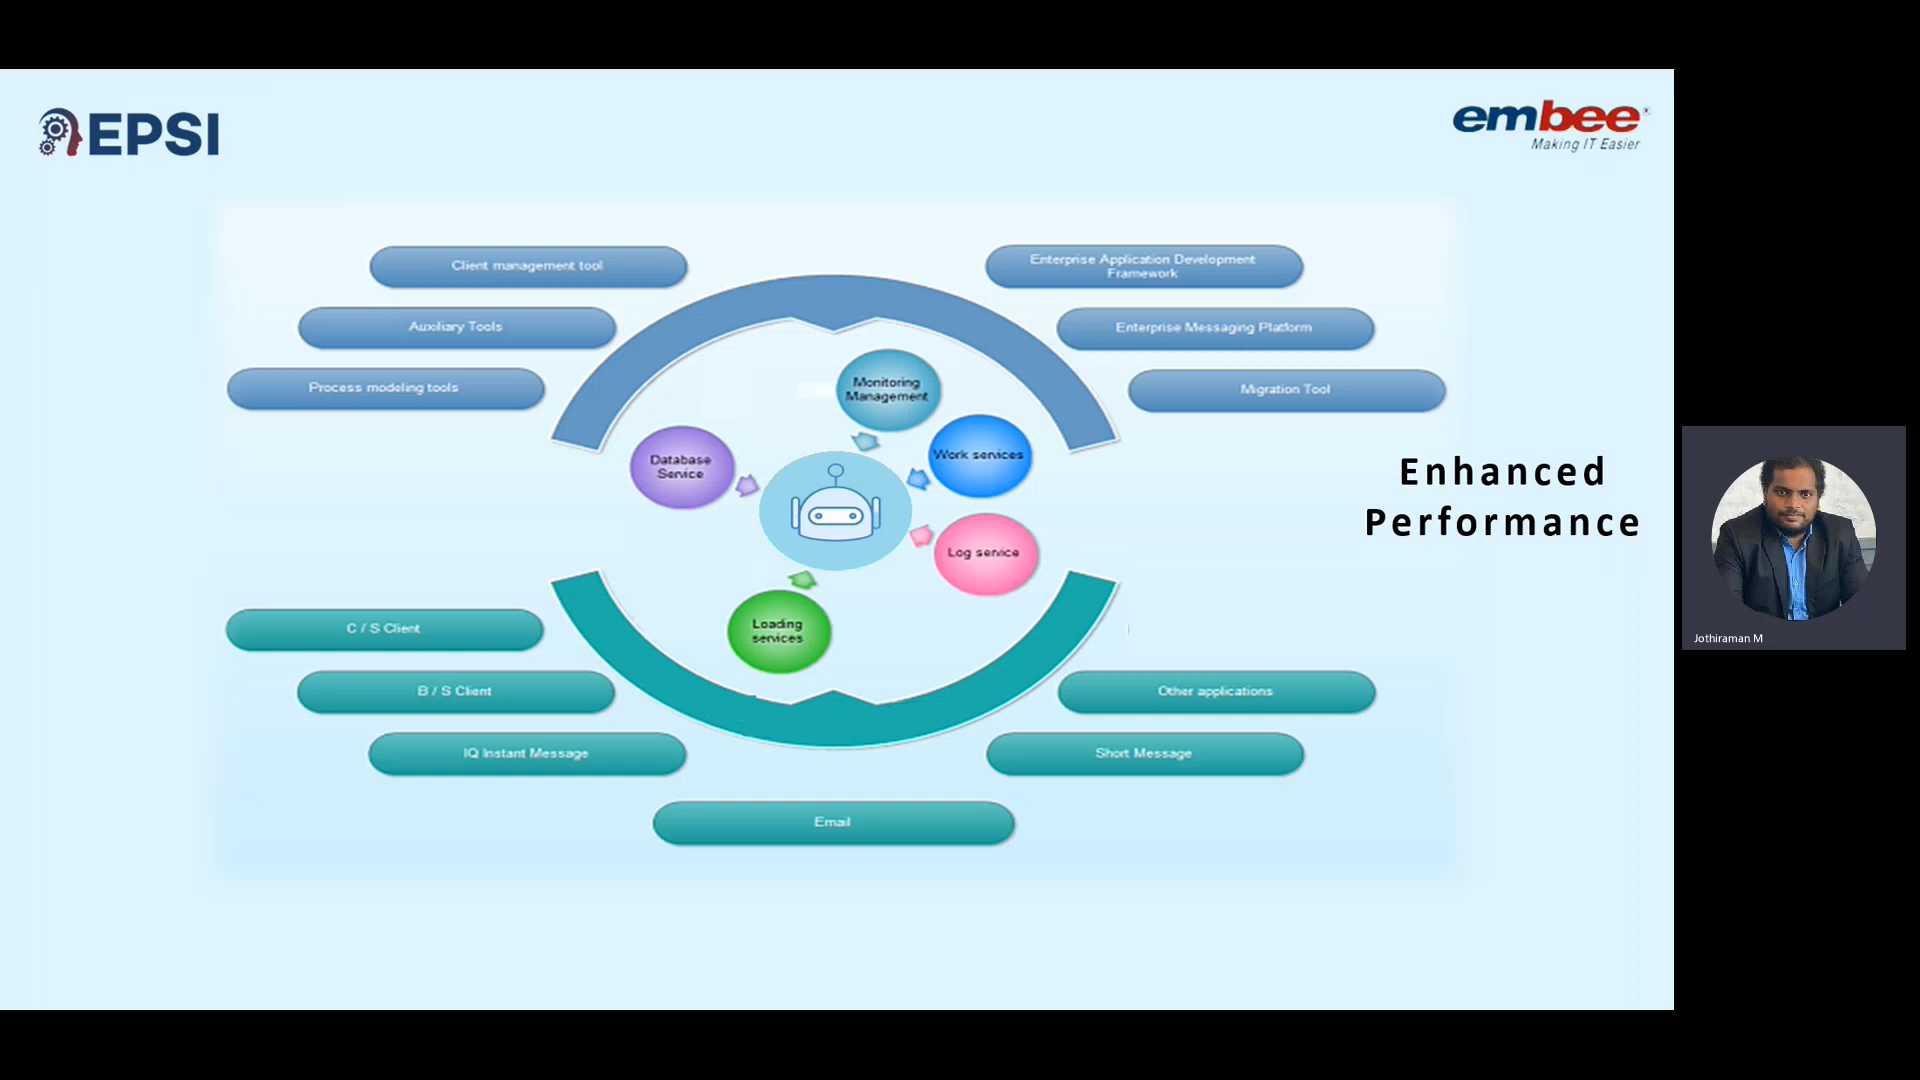 EPSI
embee
Making IT Easier
Client management tool
Enterprise Application Development
Framework
Auxiliary Tools
Enterprise Messaging Platform
Process modeling tools
Migration Tool
Monitoring
Management
Database
Service
Work services
Log service
Loading
services
Enhanced
Performance
C / S Client
B / S Client
Other applications
IQ Instant Message
Short Message
Email
Jothiraman M